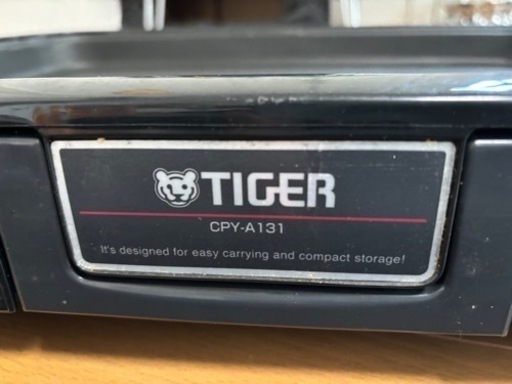 TIGER
CPY-A131
It's designed for easy carrying and compact storage!